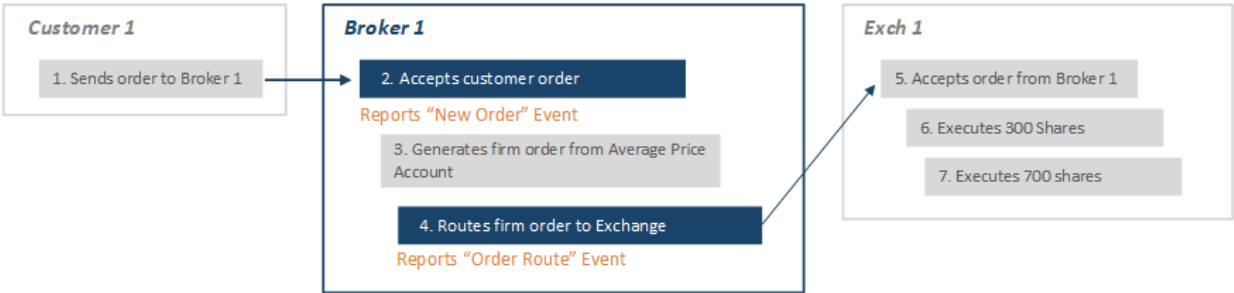 Customer 1
1. Sends order to Broker 1
Broker 1
2. Accepts customer order
Reports “New Order” Event
3. Generates firm order from Average Price
Account
4. Routes firm order to Exchange
Reports “Order Route” Event
Exch 1
5. Accepts order from Broker 1
6. Executes 300 Shares
7. Executes 700 shares